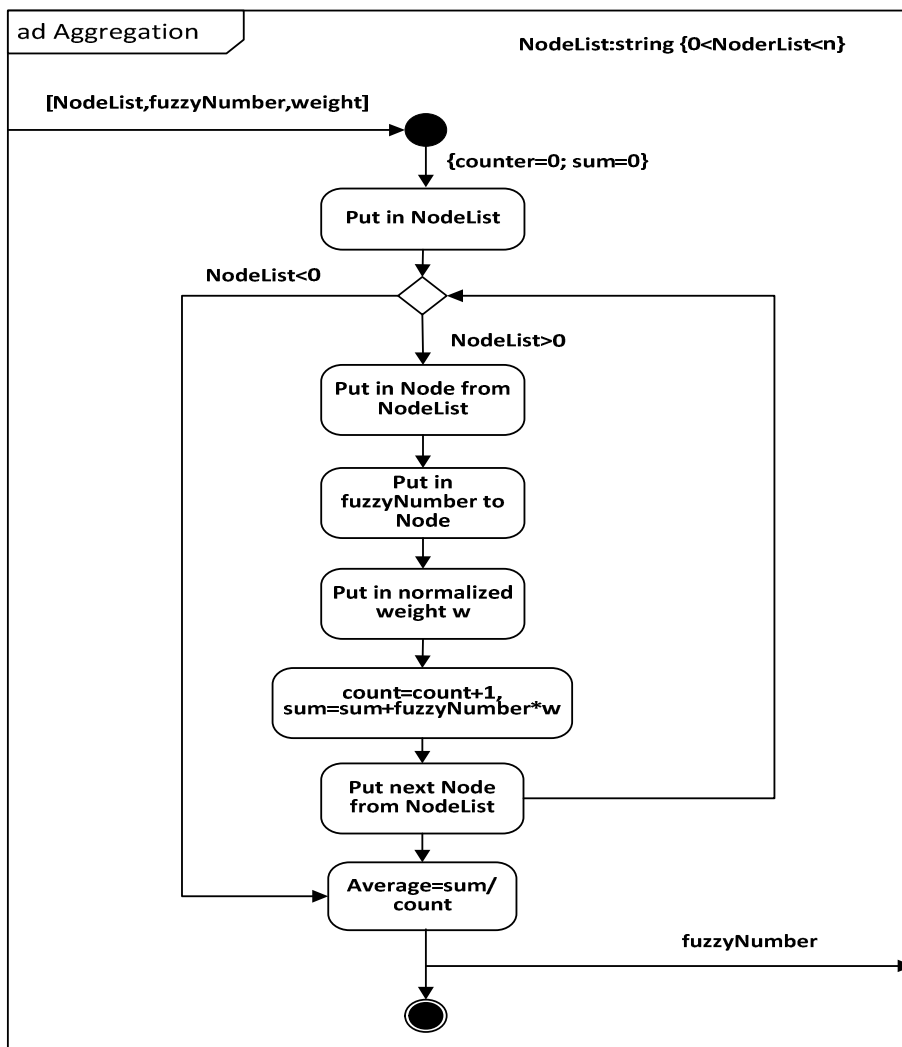 ad Aggregation
NodeList:string {0<NoderList<n}
[NodeList,fuzzyNumber,weight]
{counter=0; sum=0}
Put in NodeList
NodeList<0
NodeList>0
Put in Node from
NodeList
Put in
fuzzyNumber to
Node
Put in normalized
weight w
count=count+1,
sum=sum+fuzzyNumber*w
Put next Node
from NodeList
Average=sum/
count
fuzzyNumber